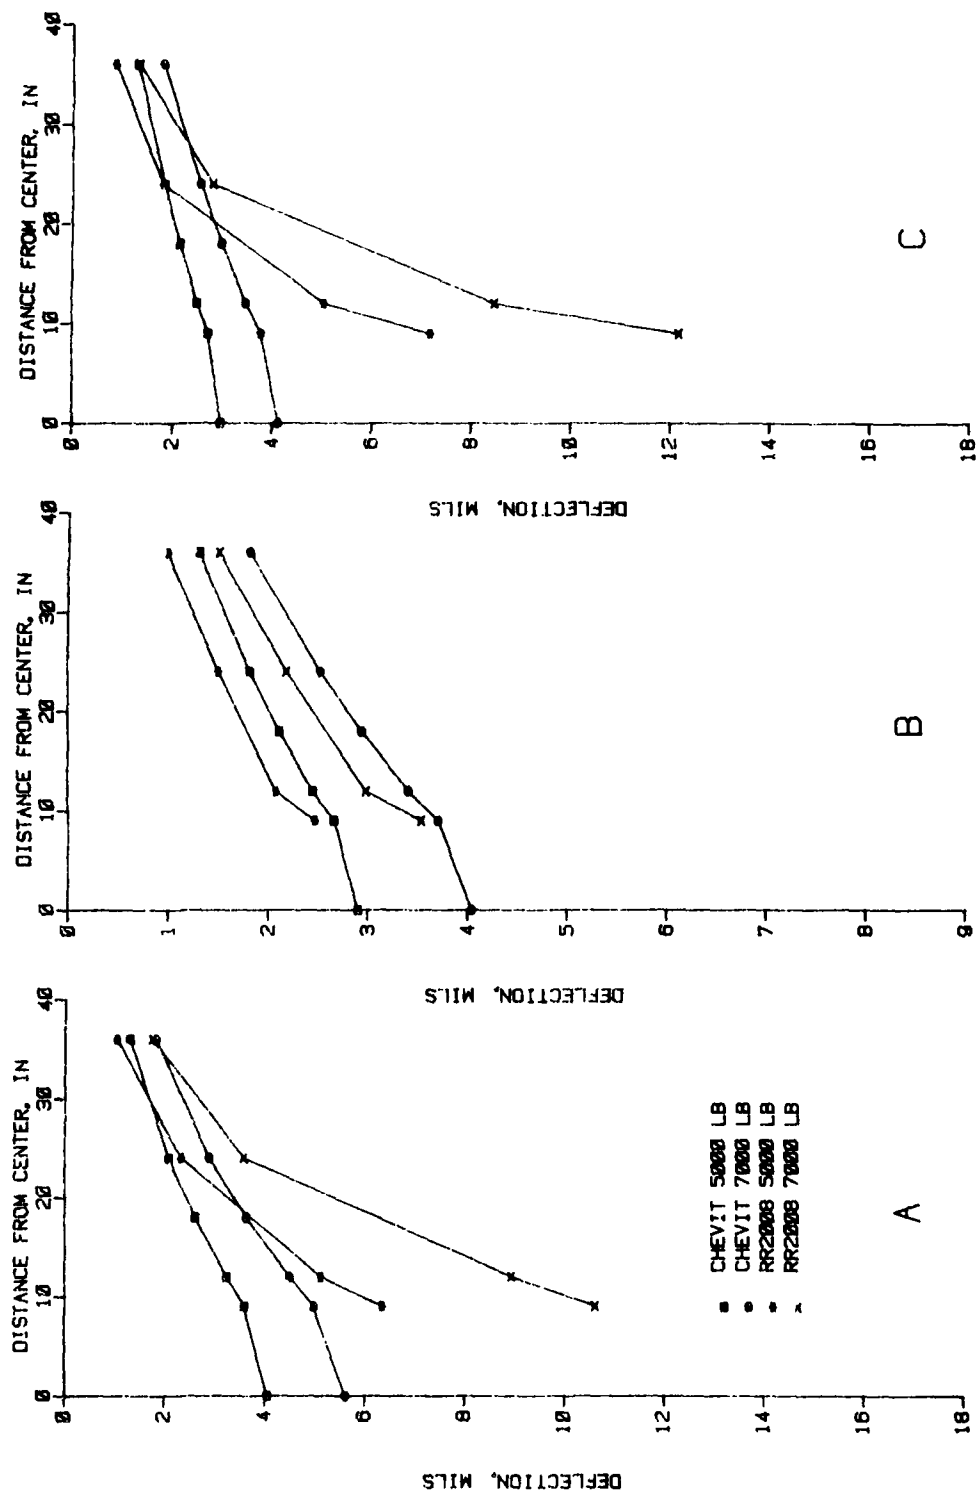 DISTANCE FROM CENTER, IN
0 10 20 30 40
DEFLECTION, MILS
0
2
4
6
8
10
12
14
16
18
CHEVIT 5000 LB
CHEVIT 7000 LB
RR2008 5000 LB
RR2008 7000 LB
A
DISTANCE FROM CENTER, IN
0 10 20 30 40
DEFLECTION, MILS
0
1
2
3
4
5
6
7
8
9
B
DISTANCE FROM CENTER, IN
0 10 20 30 40
DEFLECTION, MILS
0
2
4
6
8
10
12
14
16
18
C